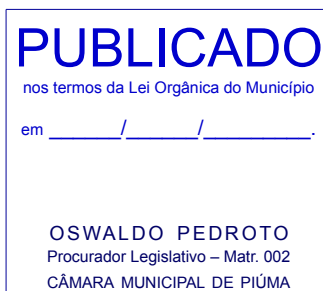 PUBLICADO
nos termos da Lei Orgânica do Município
em ______/______/_________.
OSWALDO PEDROTO
Procurador Legislativo – Matr. 002
CÂMARA MUNICIPAL DE PIÚMA